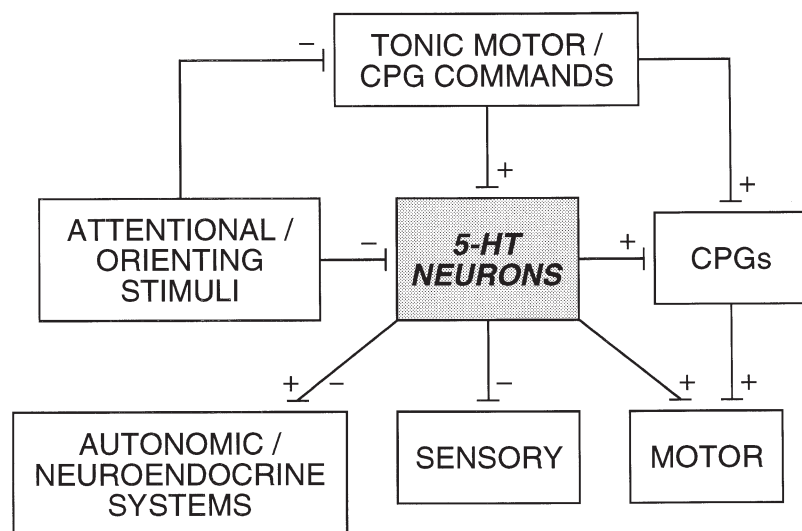 TONIC MOTOR /
CPG COMMANDS
−
+
+
ATTENTIONAL /
ORIENTING
STIMULI
−
5-HT
NEURONS
+
CPGs
+ −
−
+
+
AUTONOMIC /
NEUROENDOCRINE
SYSTEMS
SENSORY
MOTOR